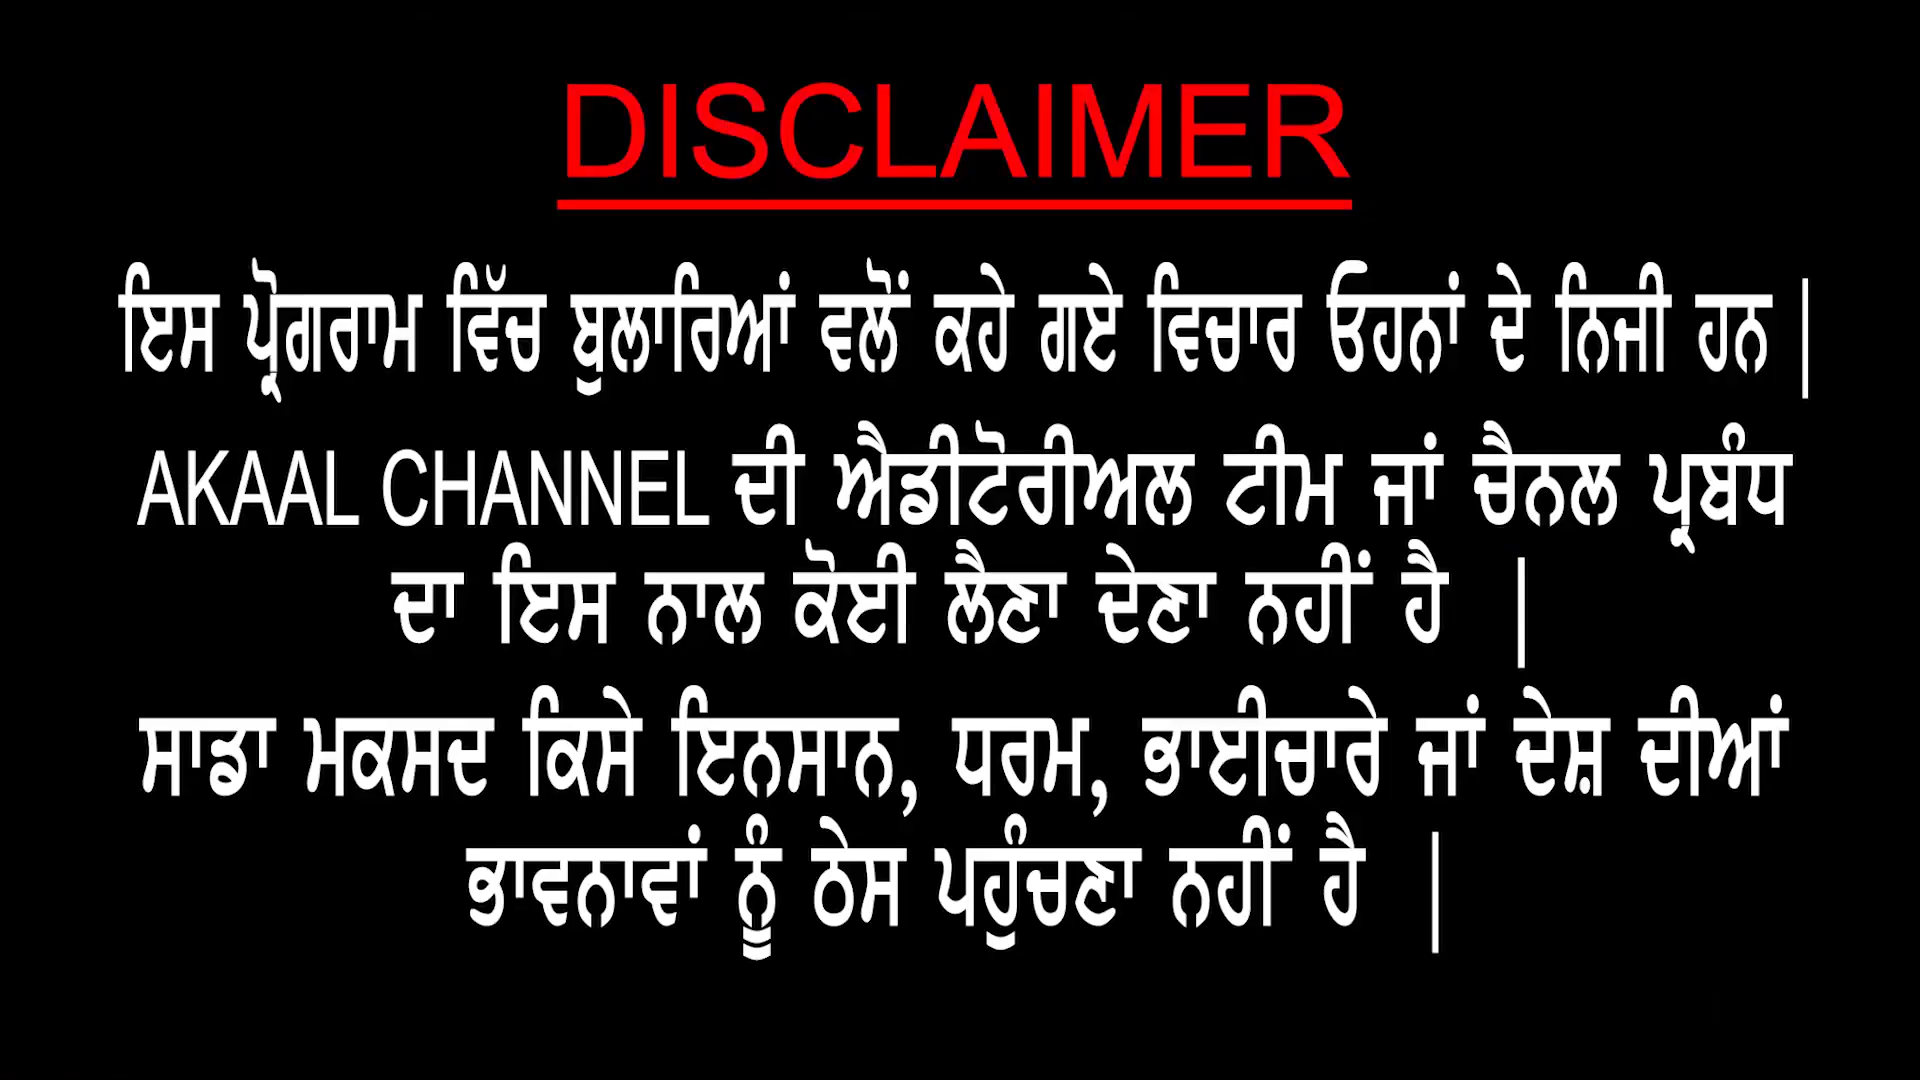 DISCLAIMER
ਇਸ ਪ੍ਰੋਗਰਾਮ ਵਿੱਚ ਬੁਲਾਰਿਆਂ ਵਲੋਂ ਕਹੇ ਗਏ ਵਿਚਾਰ ਓਹਨਾਂ ਦੇ ਨਿਜੀ ਹਨ |
AKAAL CHANNEL ਦੀ ਐਡੀਟੋਰੀਅਲ ਟੀਮ ਜਾਂ ਚੈਨਲ ਪ੍ਰਬੰਧ
ਦਾ ਇਸ ਨਾਲ ਕੋਈ ਲੈਣਾ ਦੇਣਾ ਨਹੀਂ ਹੈ |
ਸਾਡਾ ਮਕਸਦ ਕਿਸੇ ਇਨਸਾਨ, ਧਰਮ, ਭਾਈਚਾਰੇ ਜਾਂ ਦੇਸ਼ ਦੀਆਂ
ਭਾਵਨਾਵਾਂ ਨੂੰ ਠੇਸ ਪਹੁੰਚਣਾ ਨਹੀਂ ਹੈ |